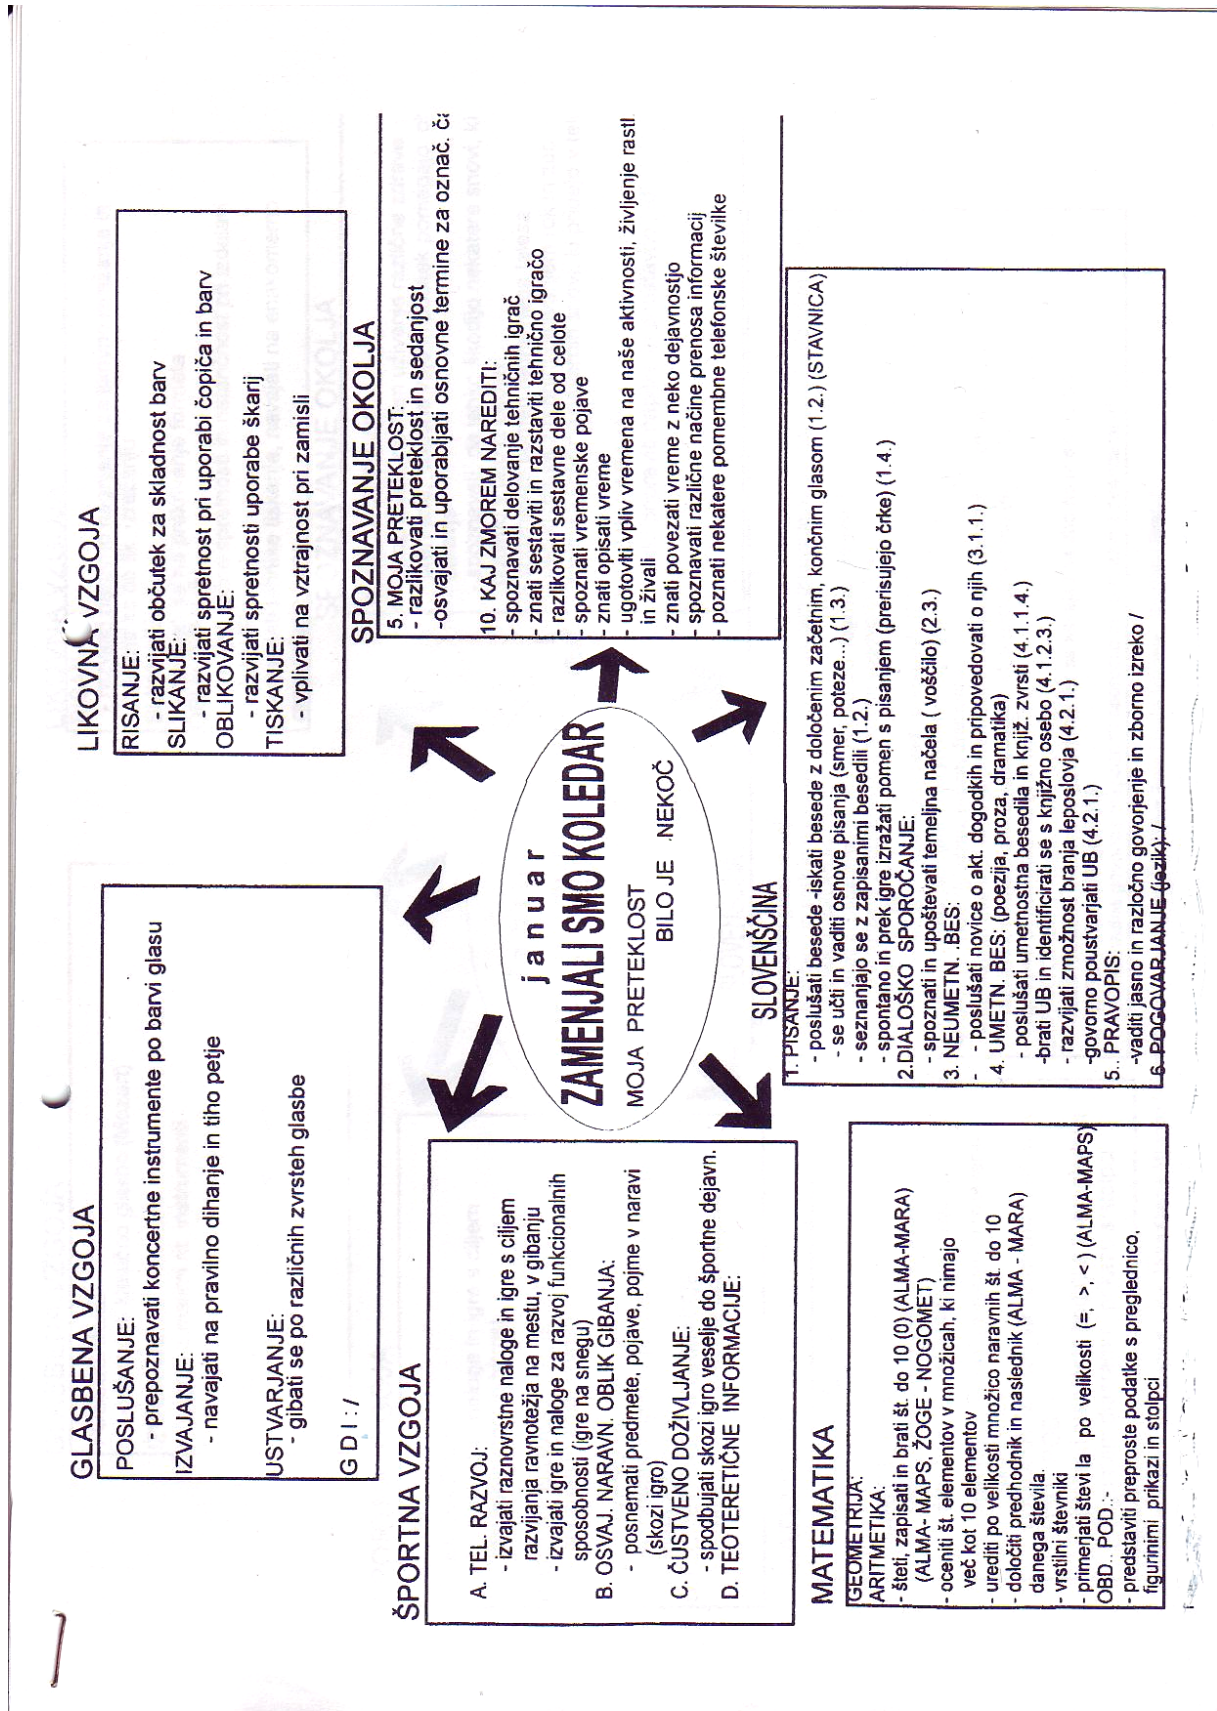 GLASBENA VZGOJA
POSLUŠANJE:
- prepoznavati koncertne instrumente po barvi glasu
IZVAJANJE:
- navajati na pravilno dihanje in tiho petje
USTVARJANJE:
- gibati se po različnih zvrsteh glasbe
G D I : /
LIKOVNA VZGOJA
RISANJE:
- razvijati občutek za skladnost barv
SLIKANJE:
- razvijati spretnost pri uporabi čopiča in barv
OBLIKOVANJE:
- razvijati spretnosti uporabe škarij
TISKANJE:
- vplivati na vztrajnost pri zamisli
ŠPORTNA VZGOJA
A. TEL. RAZVOJ:
- izvajati raznovrstne naloge in igre s ciljem
razvijanja ravnotežja na mestu, v gibanju
- izvajati igre in naloge za razvoj funkcionalnih
sposobnosti (igre na snegu)
B. OSVAJ. NARAVN. OBLIK GIBANJA:
- posnemati predmete, pojave, pojme v naravi
(skozi igro)
C. ČUSTVENO DOŽIVLJANJE:
- spodbujati skozi igro veselje do športne dejavn.
D. TEOTERETIČNE INFORMACIJE:
januar
ZAMENJALI SMO KOLEDAR
MOJA PRETEKLOST
BILO JE .NEKOČ
SPOZNAVANJE OKOLJA
5. MOJA PRETEKLOST:
- razlikovati preteklost in sedanjost
-osvajati in uporabljati osnovne termine za označ. ča
10. KAJ ZMOREM NAREDITI:
- spoznavati delovanje tehničnih igrač
- znati sestaviti in razstaviti tehnično igračo
- razlikovati sestavne dele od celote
- spoznati vremenske pojave
- znati opisati vreme
- ugotoviti vpliv vremena na naše aktivnosti, življenje rastl
in živali
- znati povezati vreme z neko dejavnostjo
- spoznavati različne načine prenosa informacij
- poznati nekatere pomembne telefonske številke
MATEMATIKA
GEOMETRIJA:
ARITMETIKA:
- šteti, zapisati in brati št. do 10 (0) (ALMA-MARA)
(ALMA- MAPS, ŽOGE - NOGOMET)
- oceniti št. elementov v množicah, ki nimajo
več kot 10 elementov
- urediti po velikosti množico naravnih št. do 10
- določiti predhodnik in naslednik (ALMA - MARA)
danega števila.
- vrstilni števniki
- primerjati števi la po velikosti (=, >, < ) (ALMA-MAPS)
OBD.. POD.:-
- predstaviti preproste podatke s preglednico,
figurinimi prikazi in stolpci
SLOVENŠČINA
1. PISANJE:
- poslušati besede -iskati besede z določenim začetnim, končnim glasom (1.2.) (STAVNICA)
- se učti in vaditi osnove pisanja (smer, poteze...) (1.3.)
- seznanjajo se z zapisanimi besedili (1.2.)
- spontano in prek igre izražati pomen s pisanjem (prerisujejo črke) (1.4.)
2.DIALOŠKO SPOROČANJE:
- spoznati in upoštevati temeljna načela ( voščilo) (2.3.)
3. NEUMETN. .BES:
- poslušati novice o akt. dogodkih in pripovedovati o njih (3.1.1.)
4. UMETN. BES: (poezija, proza, dramatika)
- poslušati umetnostna besedila in knjiž. zvrsti (4.1.1.4.)
-brati UB in identificirati se s knjižno osebo (4.1.2.3.)
- razvijati zmožnost branja leposlovja (4.2.1.)
-govorno poustvarjati UB (4.2.1.)
5. . PRAVOPIS:
-vaditi jasno in razločno govorjenje in zborno izreko /
6. POGOVARJANJE (jezik): /